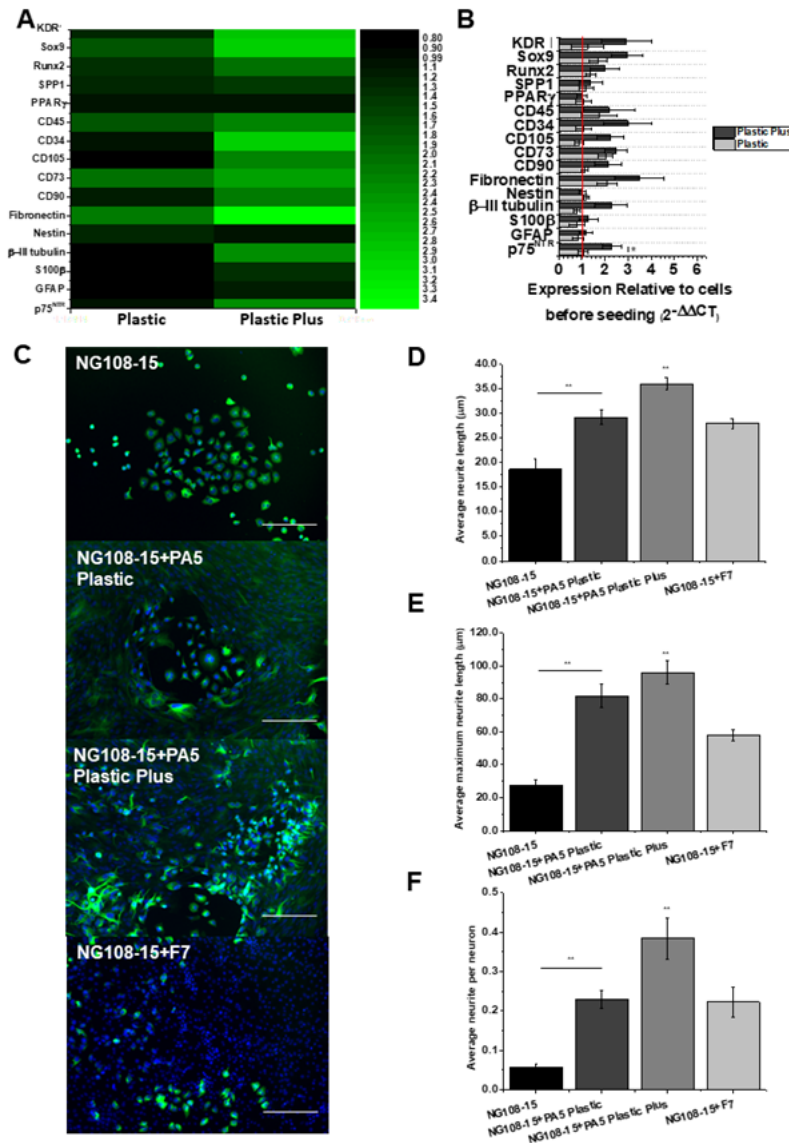 A
KDR
Sox9
Runx2
SPP1
PPARγ
CD45
CD34
CD105
CD73
CD90
Fibronectin
Nestin
β-III tubulin
S100β
GFAP
p75NTR
Plastic
Plastic Plus
0.80
0.90
0.99
1.1
1.2
1.3
1.4
1.5
1.6
1.7
1.8
1.9
2.0
2.1
2.2
2.3
2.4
2.5
2.6
2.7
2.8
2.9
3.0
3.1
3.2
3.3
3.4
B
KDR
Sox9
Runx2
SPP1
PPARγ
CD45
CD34
CD105
CD73
CD90
Fibronectin
Nestin
β-III tubulin
S100β
GFAP
p75NTR
**
0 1 2 3 4 5 6
Expression Relative to cells
before seeding (2-ΔΔCT)
Plastic Plus
Plastic
C
NG108-15
NG108-15+PA5
Plastic
NG108-15+PA5
Plastic Plus
NG108-15+F7
D
Average neurite length (µm)
40.0
35.0
30.0
25.0
20.0
15.0
10.0
5.0
0.0
**
**
NG108-15
NG108-15+PA5 Plastic
NG108-15+PA5 Plastic Plus
NG108-15+F7
E
Average maximum neurite length (µm)
120.0
100.0
80.0
60.0
40.0
20.0
0.0
**
**
NG108-15
NG108-15+PA5 Plastic
NG108-15+PA5 Plastic Plus
NG108-15+F7
F
Average neurite per neuron
0.5
0.4
0.3
0.2
0.1
0.0
**
**
NG108-15
NG108-15+PA5 Plastic
NG108-15+PA5 Plastic Plus
NG108-15+F7